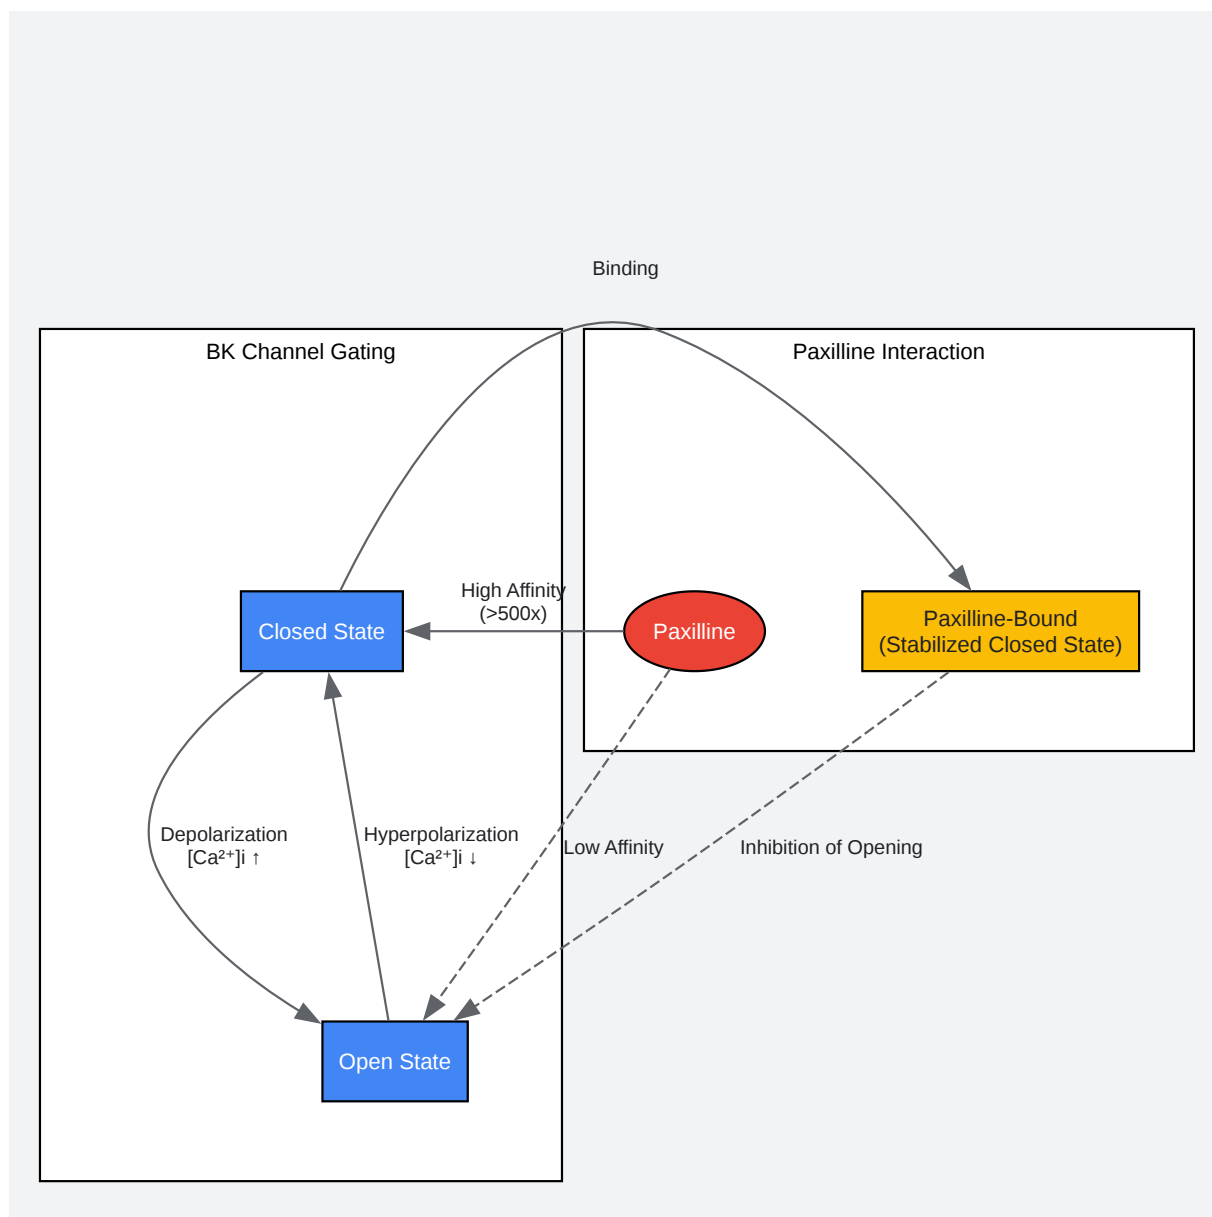 Binding
BK Channel Gating
Paxilline Interaction
High Affinity
(>500x)
Closed State
Paxilline
Paxilline-Bound
(Stabilized Closed State)
Depolarization
[Ca²⁺]i ↑
Hyperpolarization
[Ca²⁺]i ↓
Low Affinity
Inhibition of Opening
Open State